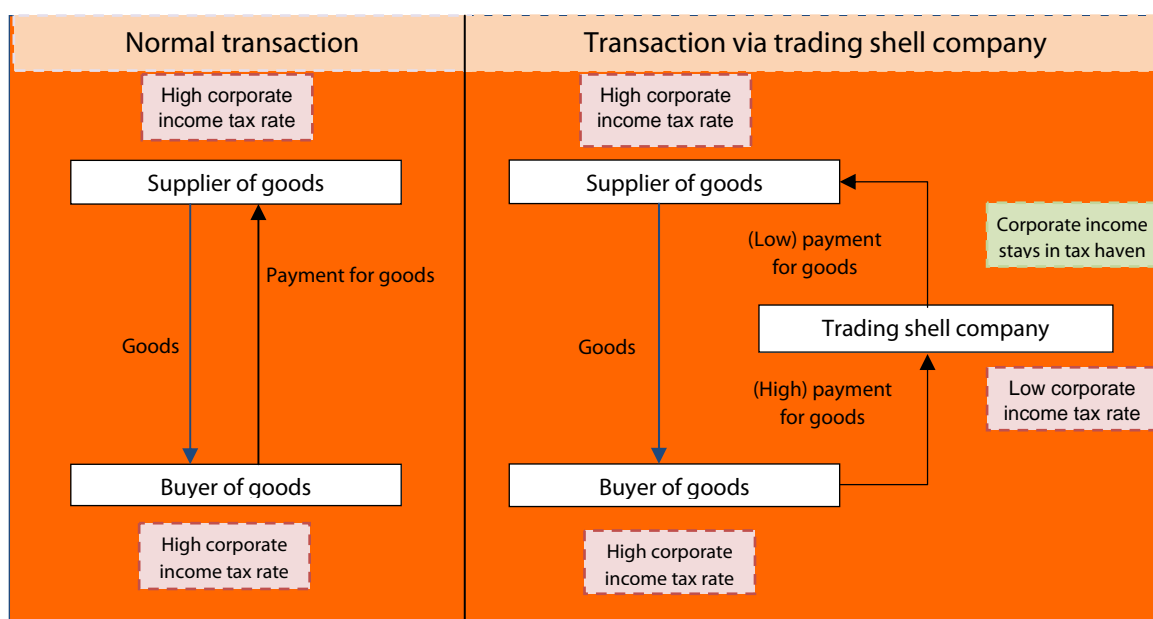 Normal transaction
High corporate
income tax rate
Supplier of goods
Payment for goods
Goods
Buyer of goods
High corporate
income tax rate
Transaction via trading shell company
High corporate
income tax rate
Supplier of goods
(Low) payment
for goods
Corporate income
stays in tax haven
Trading shell company
Goods
(High) payment
for goods
Low corporate
income tax rate
Buyer of goods
High corporate
income tax rate